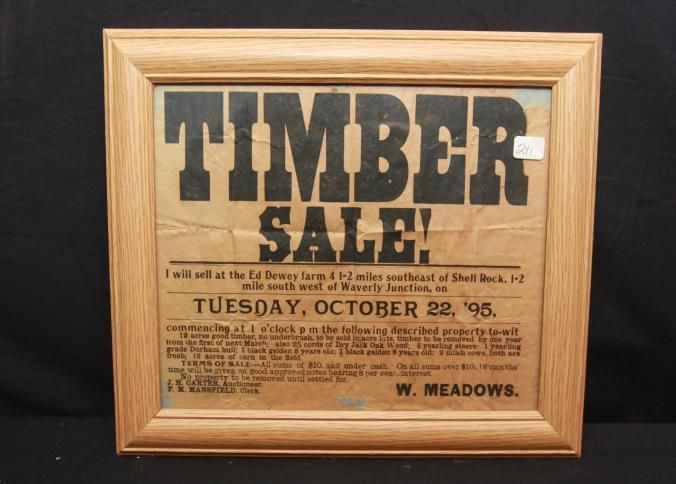 TIMBER
241
SALE!
I will sell at the Ed Dewey farm 4 1-2 miles southeast of Shell Rock, 1-2
mile south west of Waverly Junction, on
TUESDAY, OCTOBER 22, '95,
commencing at 1 o'clock p m the following described property to-wit
12 acres good timber, no underbrush, to be sold in acre lots, timber to be removed by one year
from the first of next March; also 25 cords of Dry Jack Oak Wood; 5 yearling steers; 1 yearling
grade Durham bull; 1 black gelden 6 years old; 1 black gelden 8 years old; 2 milch cows, both are
fresh; 12 acres of corn in the field.
TERMS OF SALE---All sums of $10. and under cash. On all sums over $10, 12 months'
time will be given on good approved notes bearing 8 per cent. interest.
No property to be removed until settled for.
J. H. CARTER, Auctioneer.
F. M. MANSFIELD, Clerk.
W. MEADOWS.